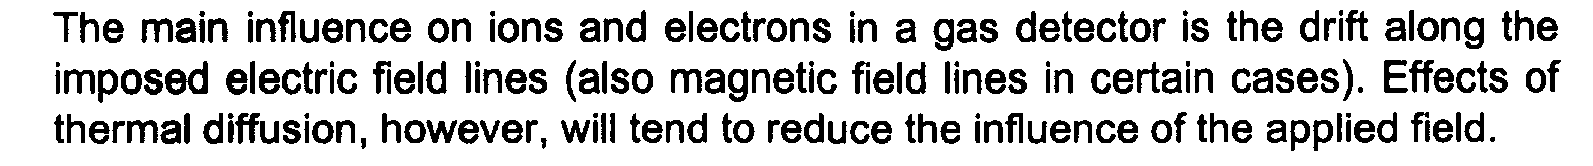 The main influence on ions and electrons in a gas detector is the drift along the
imposed electric field lines (also magnetic field lines in certain cases). Effects of
thermal diffusion, however, will tend to reduce the influence of the applied field.